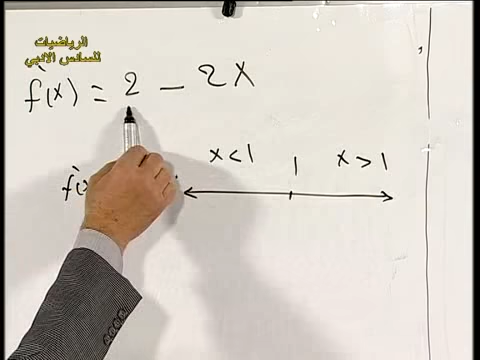 الرياضيات
للسادس الادبي
f'(x) = 2 - 2x
x < 1 1 x > 1
f'(x)